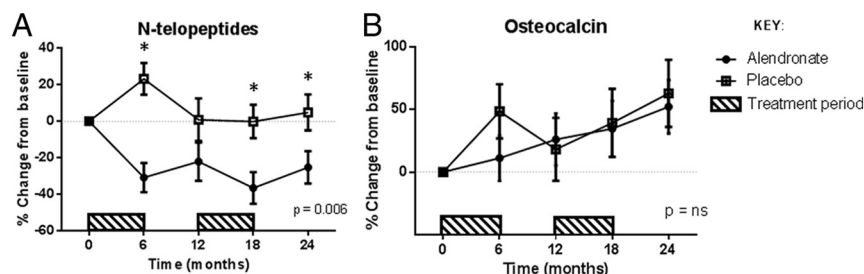 A
N-telopeptides
% Change from baseline
40
20
0
-20
-40
-60
*
*
*
p = 0.006
0 6 12 18 24
Time (months)
B
Osteocalcin
% Change from baseline
100
50
0
p = ns
0 6 12 18 24
Time (months)
KEY:
Alendronate
Placebo
Treatment period